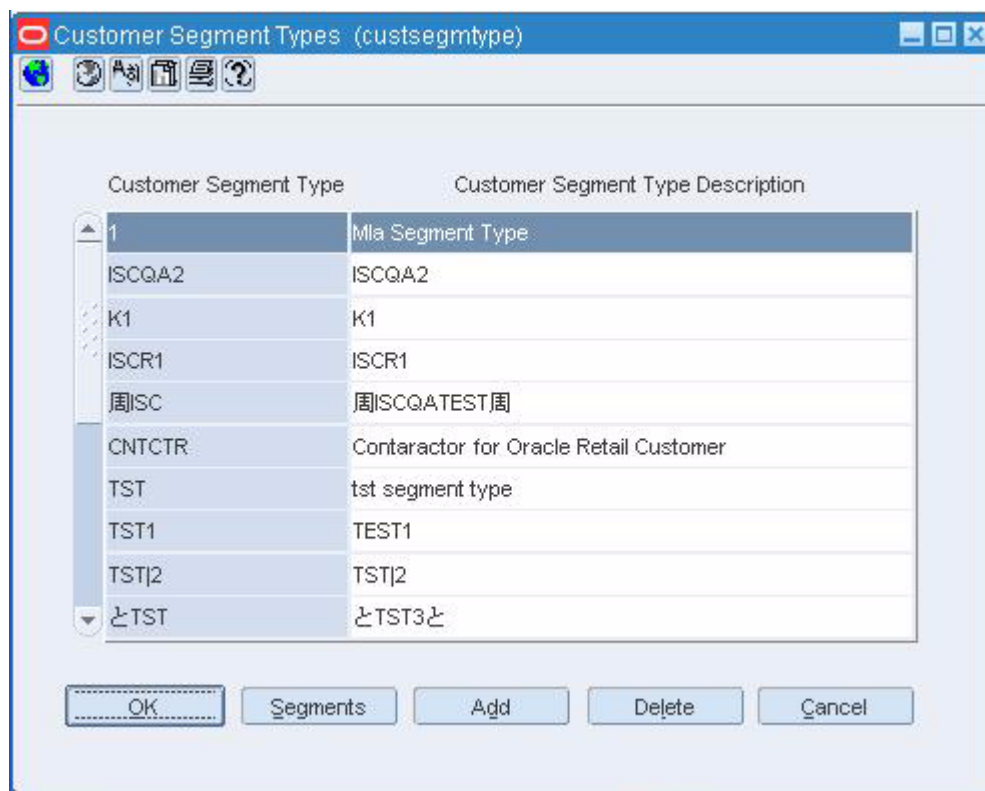 Customer Segment Types (custsegmtype)
Customer Segment Type Customer Segment Type Description
1 Mla Segment Type
ISCQA2 ISCQA2
K1 K1
ISCR1 ISCR1
周ISC 周ISCQATEST周
CNTCTR Contaractor for Oracle Retail Customer
TST tst segment type
TST1 TEST1
TST|2 TST|2
とTST とTST3と
OK Segments Add Delete Cancel